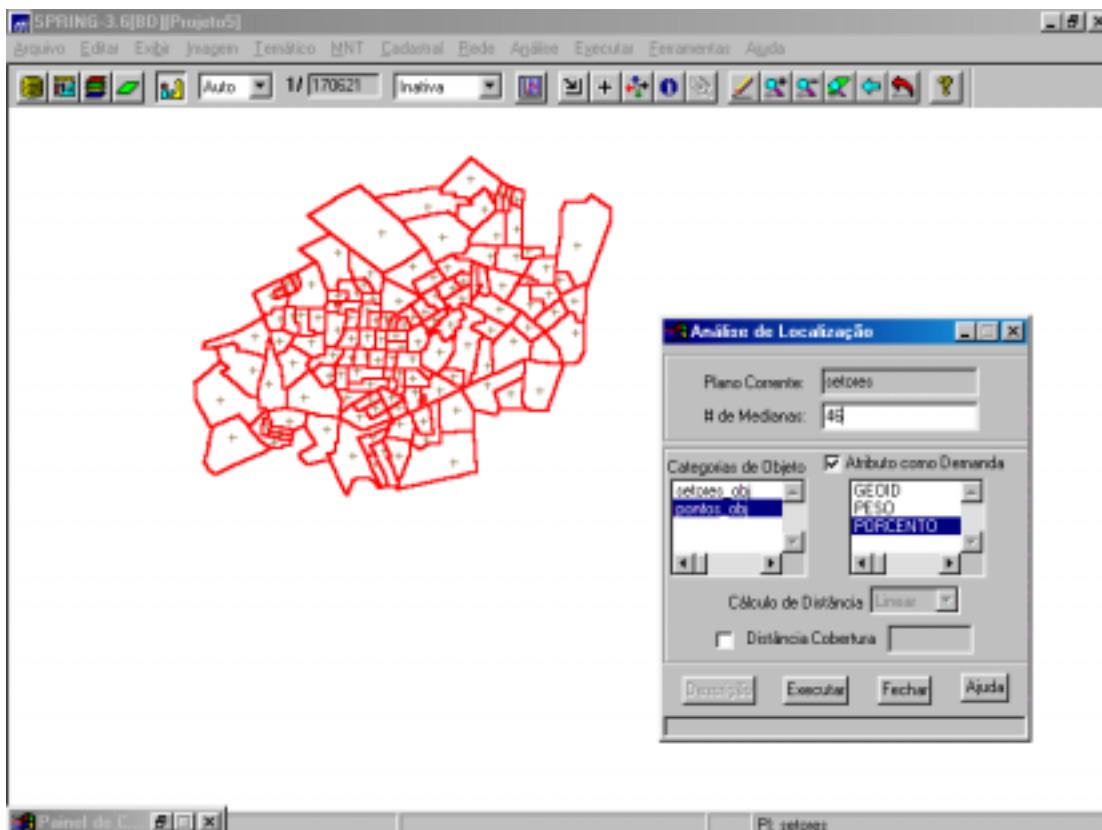 SPRING-3.6[BD][Projeto5]
Arquivo Editar Exibir Imagem Temático MNT Cadastral Rede Análise Executar Ferramentas Ajuda
Auto 1/ 170621 Inativa
Análise de Localização
Plano Corrente: setores
# de Medianas: 46
Categorias de Objeto
Atributo como Demanda
setores_obj
pontos_obj
GEOID
PESO
PORCENTO
Cálculo de Distância Linear
Distância Cobertura
Descrição Executar Fechar Ajuda
Painel de C...
PI: setores